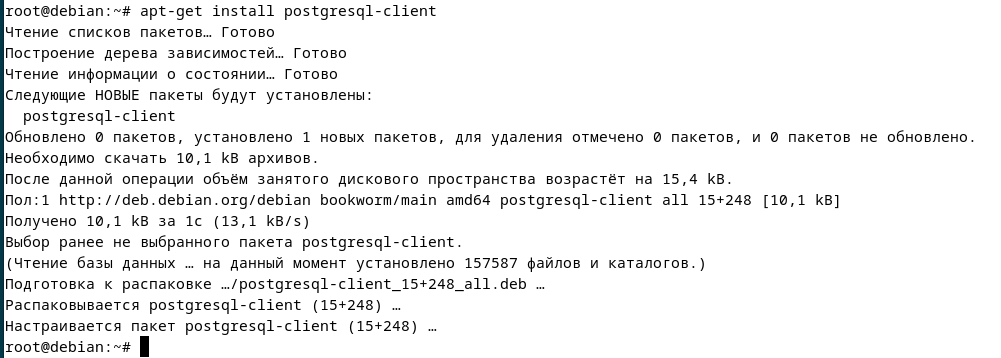 root@debian:~# apt-get install postgresql-client
Чтение списков пакетов… Готово
Построение дерева зависимостей… Готово
Чтение информации о состоянии… Готово
Следующие НОВЫЕ пакеты будут установлены:
  postgresql-client
Обновлено 0 пакетов, установлено 1 новых пакетов, для удаления отмечено 0 пакетов, и 0 пакетов не обновлено.
Необходимо скачать 10,1 kB архивов.
После данной операции объём занятого дискового пространства возрастёт на 15,4 kB.
Пол:1 http://deb.debian.org/debian bookworm/main amd64 postgresql-client all 15+248 [10,1 kB]
Получено 10,1 kB за 1с (13,1 kB/s)
Выбор ранее не выбранного пакета postgresql-client.
(Чтение базы данных … на данный момент установлено 157587 файлов и каталогов.)
Подготовка к распаковке …/postgresql-client_15+248_all.deb …
Распаковывается postgresql-client (15+248) …
Настраивается пакет postgresql-client (15+248) …
root@debian:~#